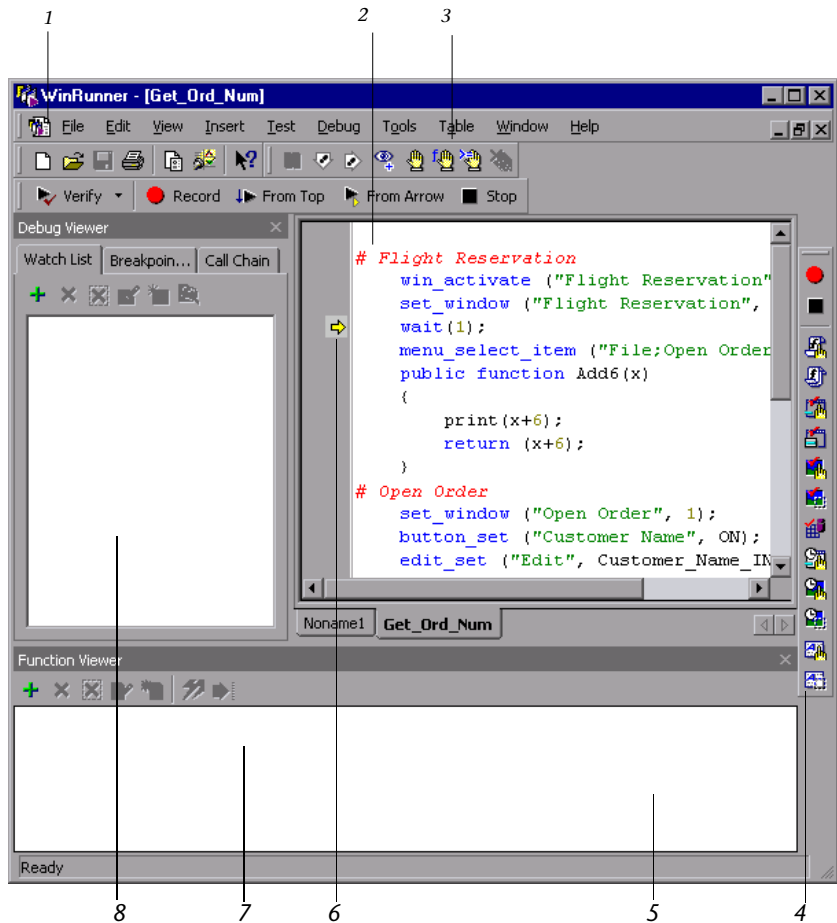 1 2 3
WinRunner - [Get_Ord_Num]
File Edit View Insert Test Debug Tools Table Window Help
Verify Record From Top From Arrow Stop
Debug Viewer
Watch List Breakpoin... Call Chain
# Flight Reservation
win_activate ("Flight Reservation"
set_window ("Flight Reservation",
wait(1);
menu_select_item ("File;Open Order
public function Add6(x)
{
print(x+6);
return (x+6);
}
# Open Order
set_window ("Open Order", 1);
button_set ("Customer Name", ON);
edit_set ("Edit", Customer_Name_IN
Noname1 Get_Ord_Num
Function Viewer
Ready
8 7 6 5 4